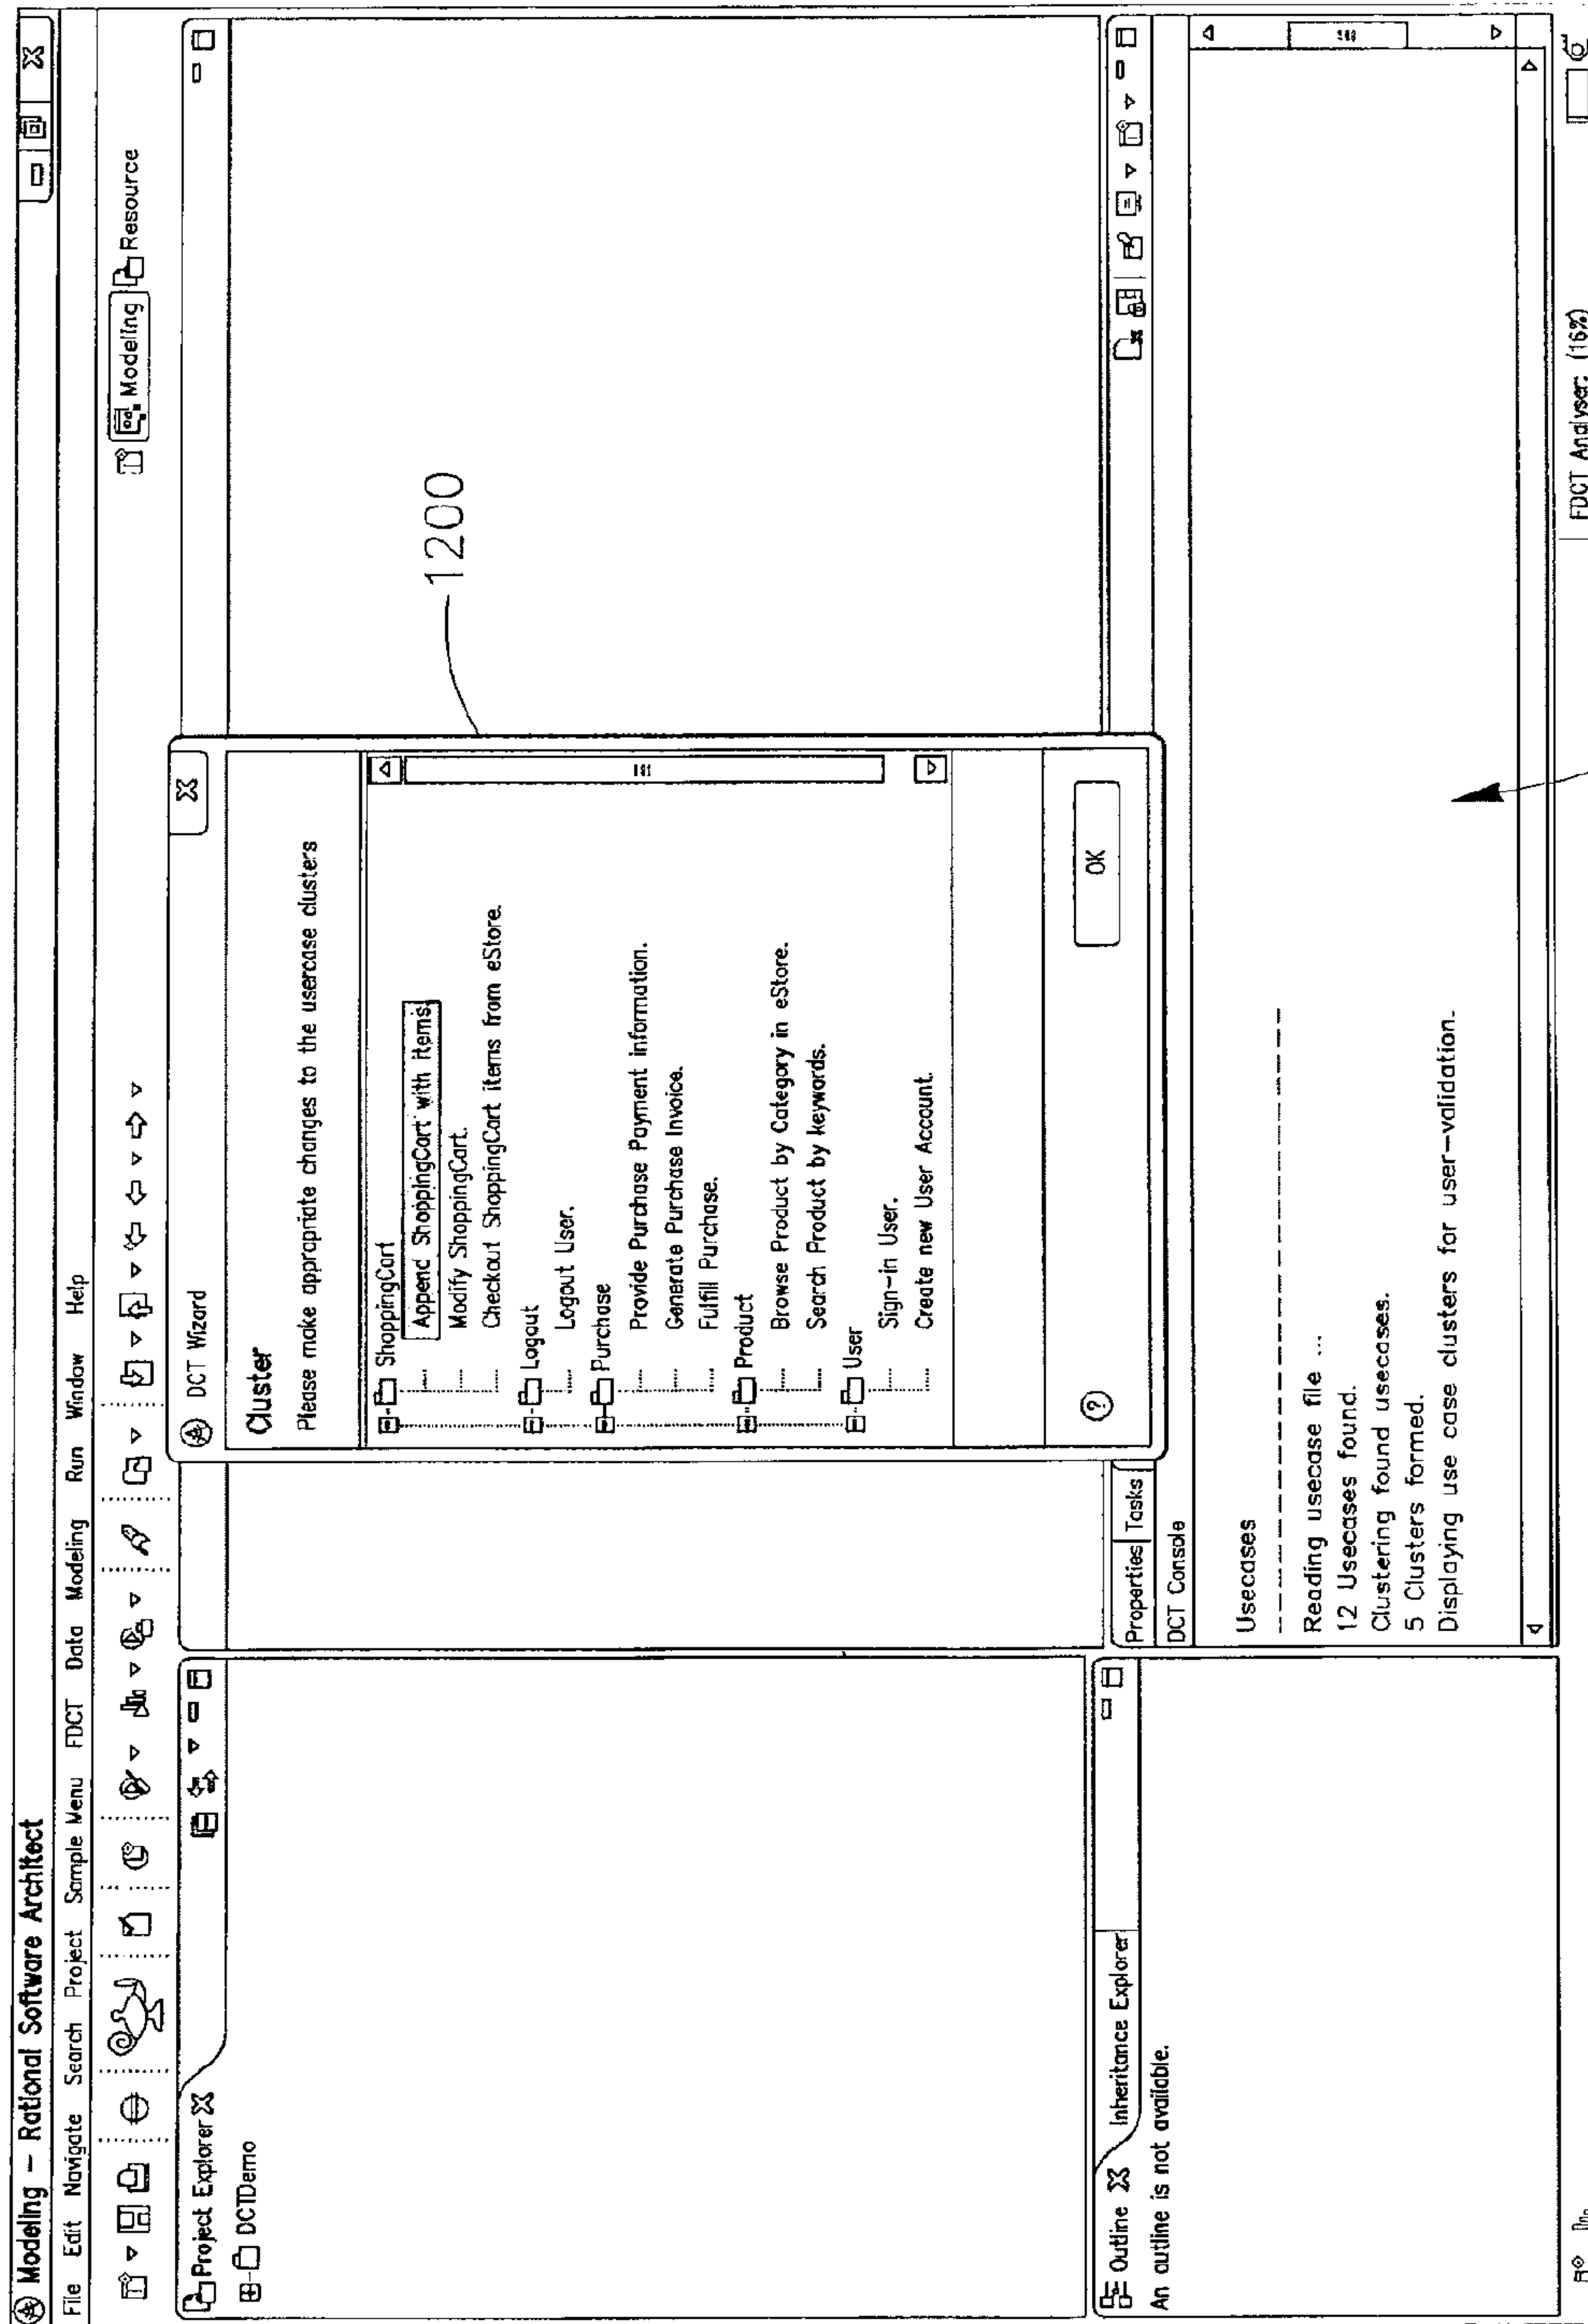 Modeling — Rational Software Architect
File Edit Navigate Search Project Sample Menu FDCT Data Modeling Run Window Help
Modeling Resource
Project Explorer
DCTDemo
DCT Wizard
Cluster
Please make appropriate changes to the usercase clusters
ShoppingCart
Append ShoppingCart with items.
Modify ShoppingCart.
Checkout ShoppingCart items from eStore.
Logout
Logout User.
Purchase
Provide Purchase Payment information.
Generate Purchase Invoice.
Fulfill Purchase.
Product
Browse Product by Category in eStore.
Search Product by keywords.
User
Sign-in User.
Create new User Account.
OK
1200
Outline Inheritance Explorer
An outline is not available.
Properties Tasks
DCT Console
Usecases
--------------------
Reading usecase file ...
12 Usecases found.
Clustering found usecases.
5 Clusters formed.
Displaying use case clusters for user-validation.
FDCT Analyser: (16%)